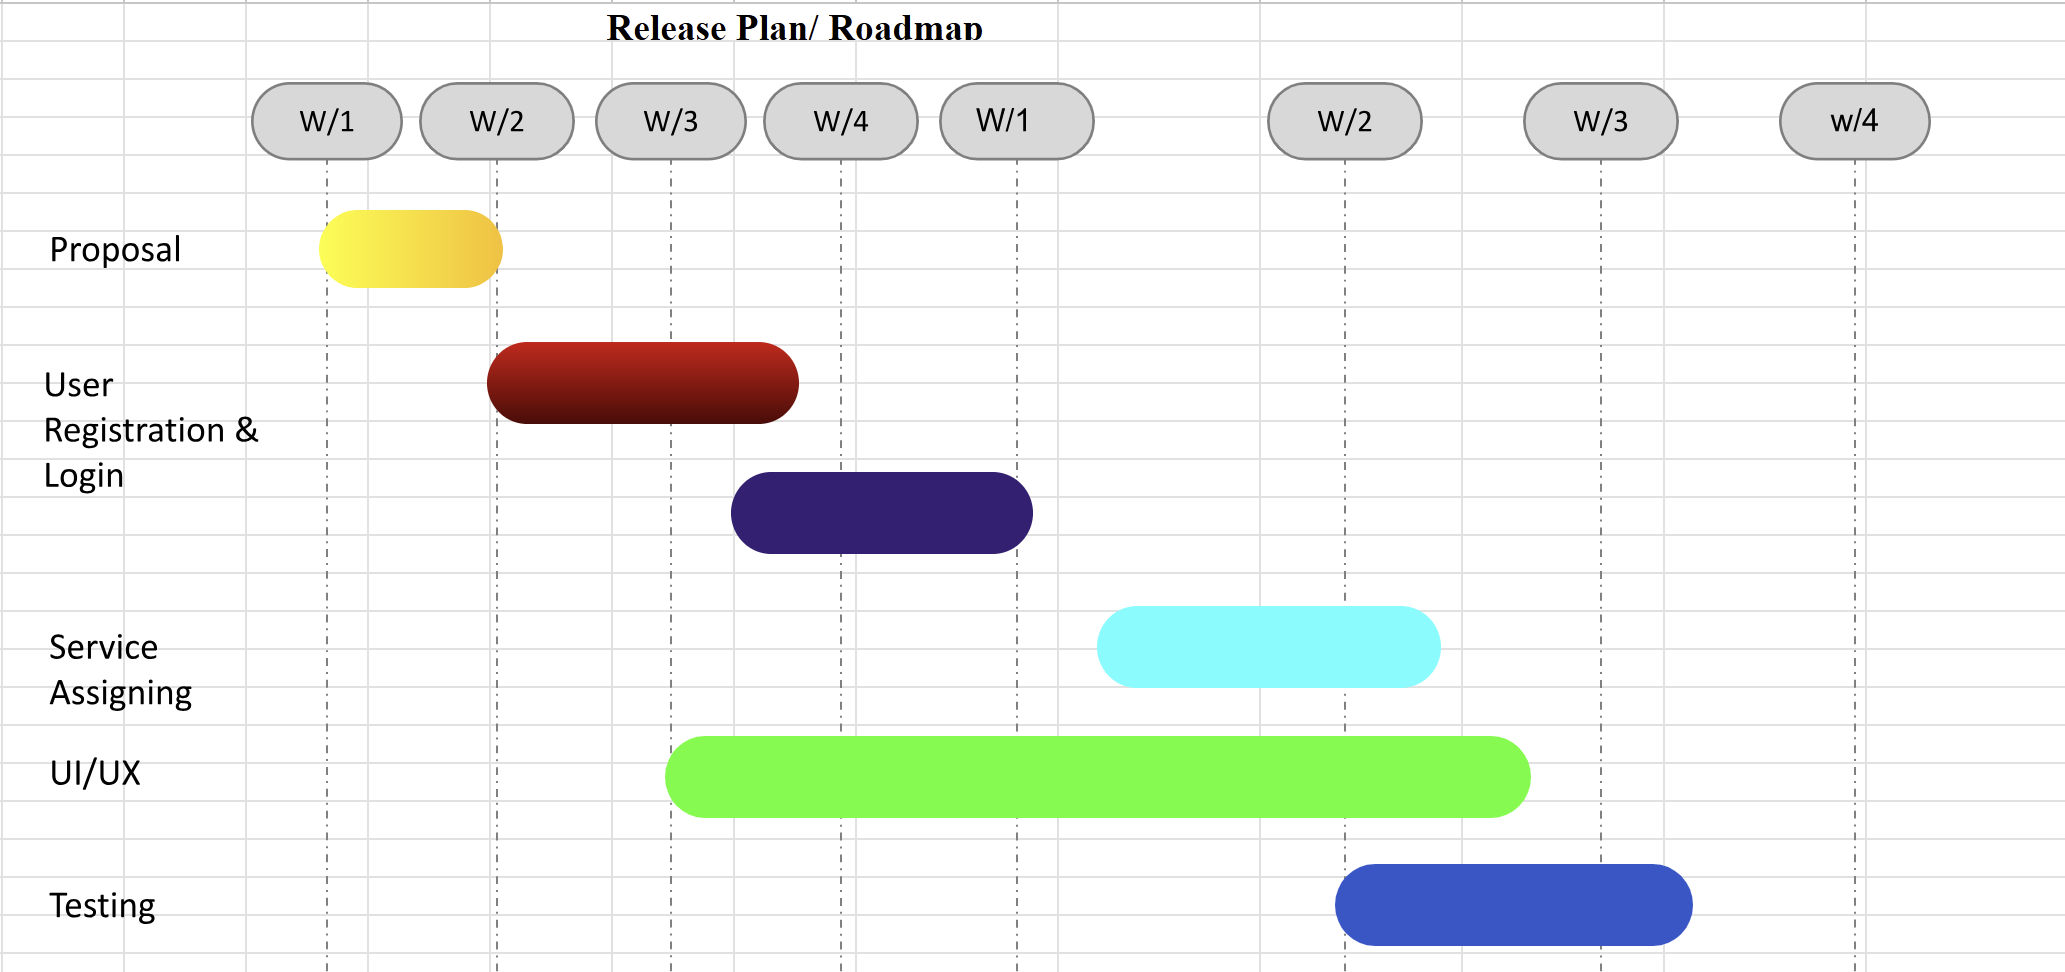 Release Plan/ Roadmap
W/1 W/2 W/3 W/4 W/1 W/2 W/3 w/4
Proposal
User
Registration &
Login
Service
Assigning
UI/UX
Testing